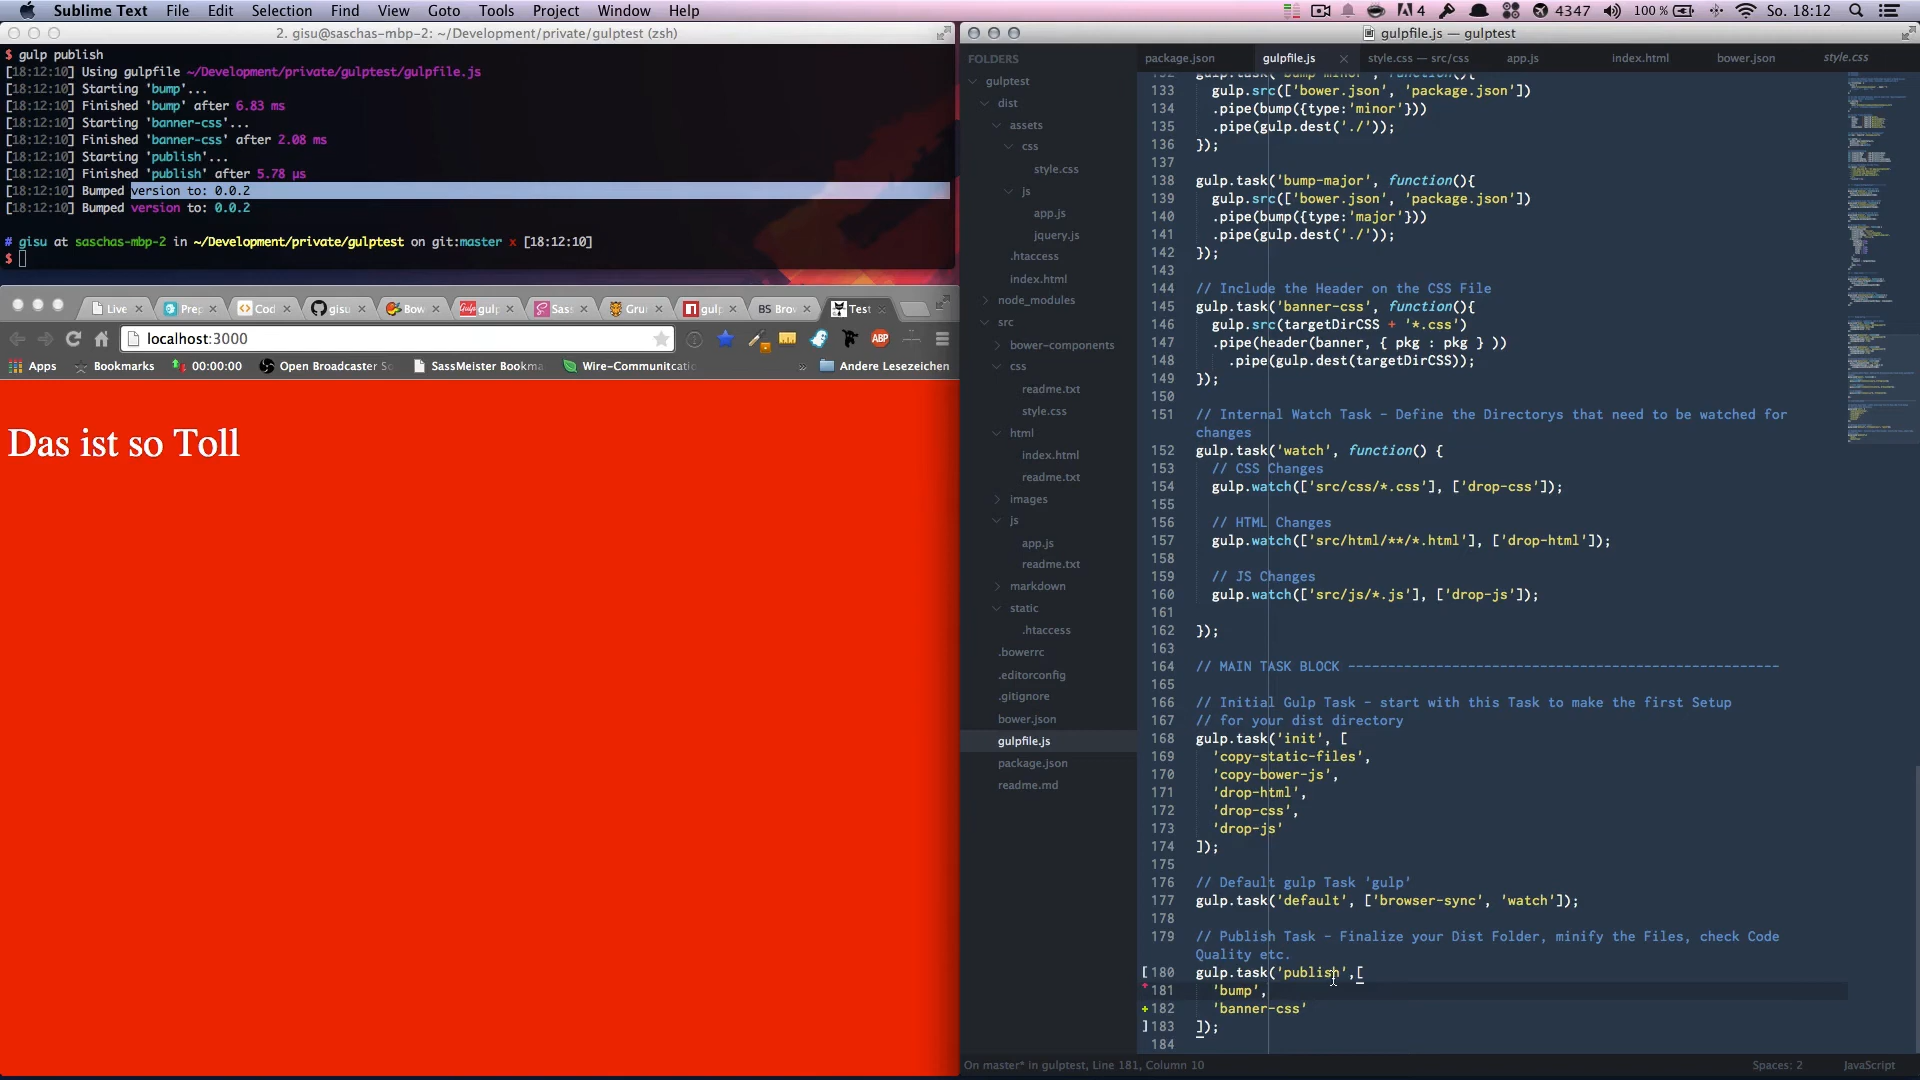 Sublime Text File Edit Selection Find View Goto Tools Project Window Help
4 4347 100 % So. 18:12
2. gisu@saschas-mbp-2: ~/Development/private/gulptest (zsh)
$ gulp publish
[18:12:10] Using gulpfile ~/Development/private/gulptest/gulpfile.js
[18:12:10] Starting 'bump'...
[18:12:10] Finished 'bump' after 6.83 ms
[18:12:10] Starting 'banner-css'...
[18:12:10] Finished 'banner-css' after 2.08 ms
[18:12:10] Starting 'publish'...
[18:12:10] Finished 'publish' after 5.78 μs
[18:12:10] Bumped version to: 0.0.2
[18:12:10] Bumped version to: 0.0.2
# gisu at saschas-mbp-2 in ~/Development/private/gulptest on git:master x [18:12:10]
$
Live Prep Cod gisu Bow gulp Sass Grun gulp BS Brow Test
localhost:3000
ABP
Apps Bookmarks 00:00:00 Open Broadcaster So SassMeister Bookma Wire-Communitcatio » Andere Lesezeichen
Das ist so Toll
gulpfile.js — gulptest
FOLDERS
gulptest
dist
assets
css
style.css
js
app.js
jquery.js
.htaccess
index.html
node_modules
src
bower-components
css
readme.txt
style.css
html
index.html
readme.txt
images
js
app.js
readme.txt
markdown
static
.htaccess
.bowerrc
.editorconfig
.gitignore
bower.json
gulpfile.js
package.json
readme.md
package.json gulpfile.js style.css — src/css app.js index.html bower.json style.css
132 gulp.task('bump-minor', function(){
133 gulp.src(['bower.json', 'package.json'])
134 .pipe(bump({type:'minor'}))
135 .pipe(gulp.dest('./'));
136 });
137
138 gulp.task('bump-major', function(){
139 gulp.src(['bower.json', 'package.json'])
140 .pipe(bump({type:'major'}))
141 .pipe(gulp.dest('./'));
142 });
143
144 // Include the Header on the CSS File
145 gulp.task('banner-css', function(){
146 gulp.src(targetDirCSS + '*.css')
147 .pipe(header(banner, { pkg : pkg } ))
148 .pipe(gulp.dest(targetDirCSS));
149 });
150
151 // Internal Watch Task - Define the Directorys that need to be watched for
changes
152 gulp.task('watch', function() {
153 // CSS Changes
154 gulp.watch(['src/css/*.css'], ['drop-css']);
155
156 // HTML Changes
157 gulp.watch(['src/html/**/*.html'], ['drop-html']);
158
159 // JS Changes
160 gulp.watch(['src/js/*.js'], ['drop-js']);
161
162 });
163
164 // MAIN TASK BLOCK ------------------------------------------------------
165
166 // Initial Gulp Task - start with this Task to make the first Setup
167 // for your dist directory
168 gulp.task('init', [
169 'copy-static-files',
170 'copy-bower-js',
171 'drop-html',
172 'drop-css',
173 'drop-js'
174 ]);
175
176 // Default gulp Task 'gulp'
177 gulp.task('default', ['browser-sync', 'watch']);
178
179 // Publish Task - Finalize your Dist Folder, minify the Files, check Code
Quality etc.
180 gulp.task('publish',[
181 'bump',
182 'banner-css'
183 ]);
184
On master* in gulptest, Line 181, Column 10 Spaces: 2 JavaScript